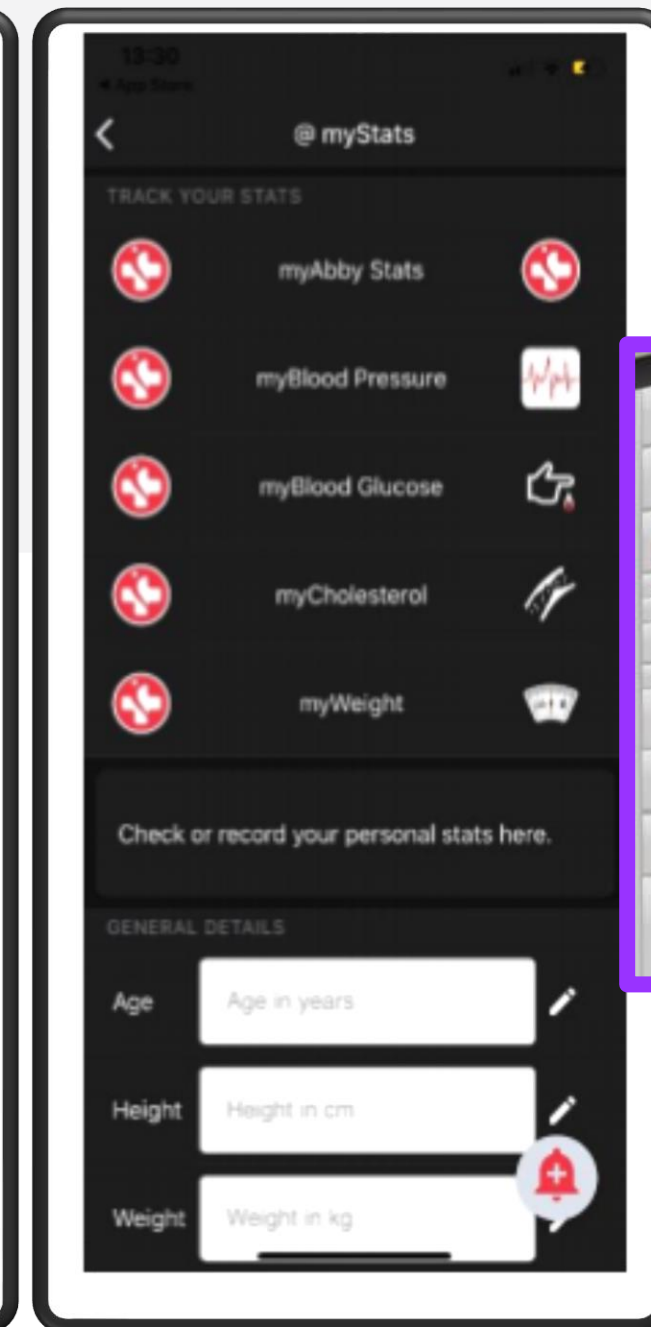 13:30
App Store
@ myStats
TRACK YOUR STATS
myAbby Stats
myBlood Pressure
myBlood Glucose
myCholesterol
myWeight
Check or record your personal stats here.
GENERAL DETAILS
Age
Age in years
Height
Height in cm
Weight
Weight in kg